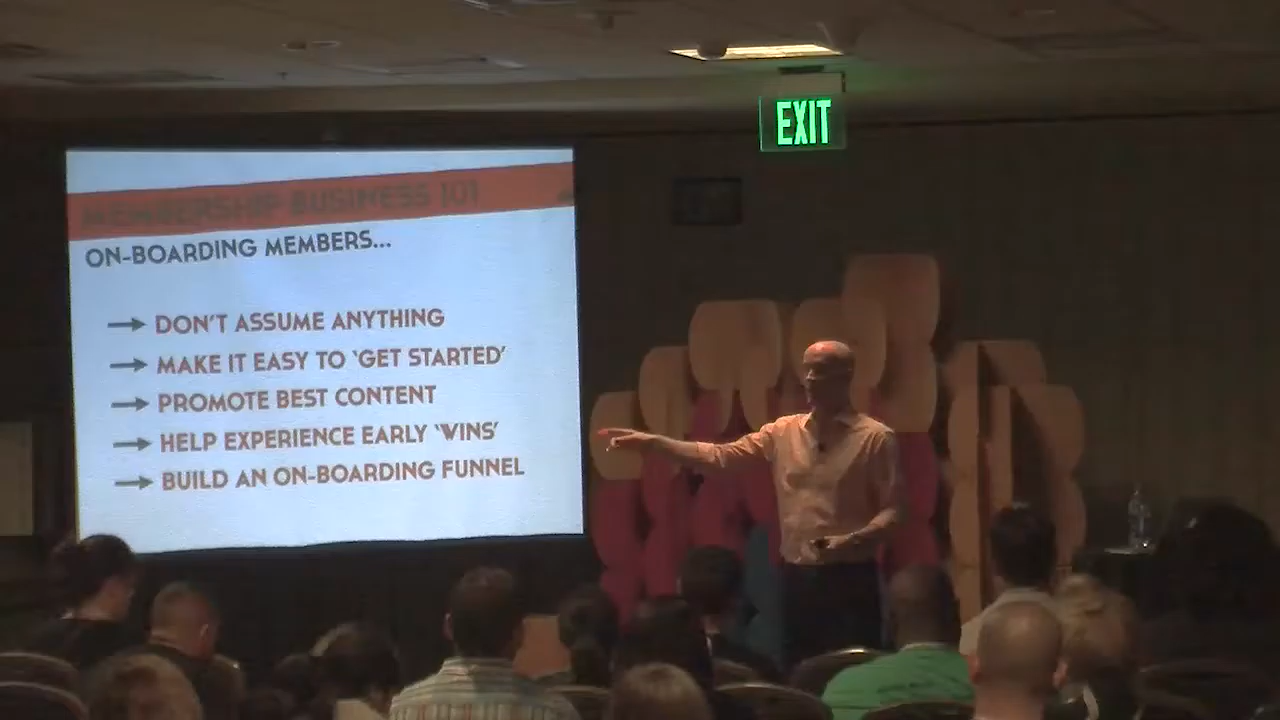 EXIT
MEMBERSHIP BUSINESS 101
ON-BOARDING MEMBERS...
→ DON'T ASSUME ANYTHING
→ MAKE IT EASY TO 'GET STARTED'
→ PROMOTE BEST CONTENT
→ HELP EXPERIENCE EARLY 'WINS'
→ BUILD AN ON-BOARDING FUNNEL